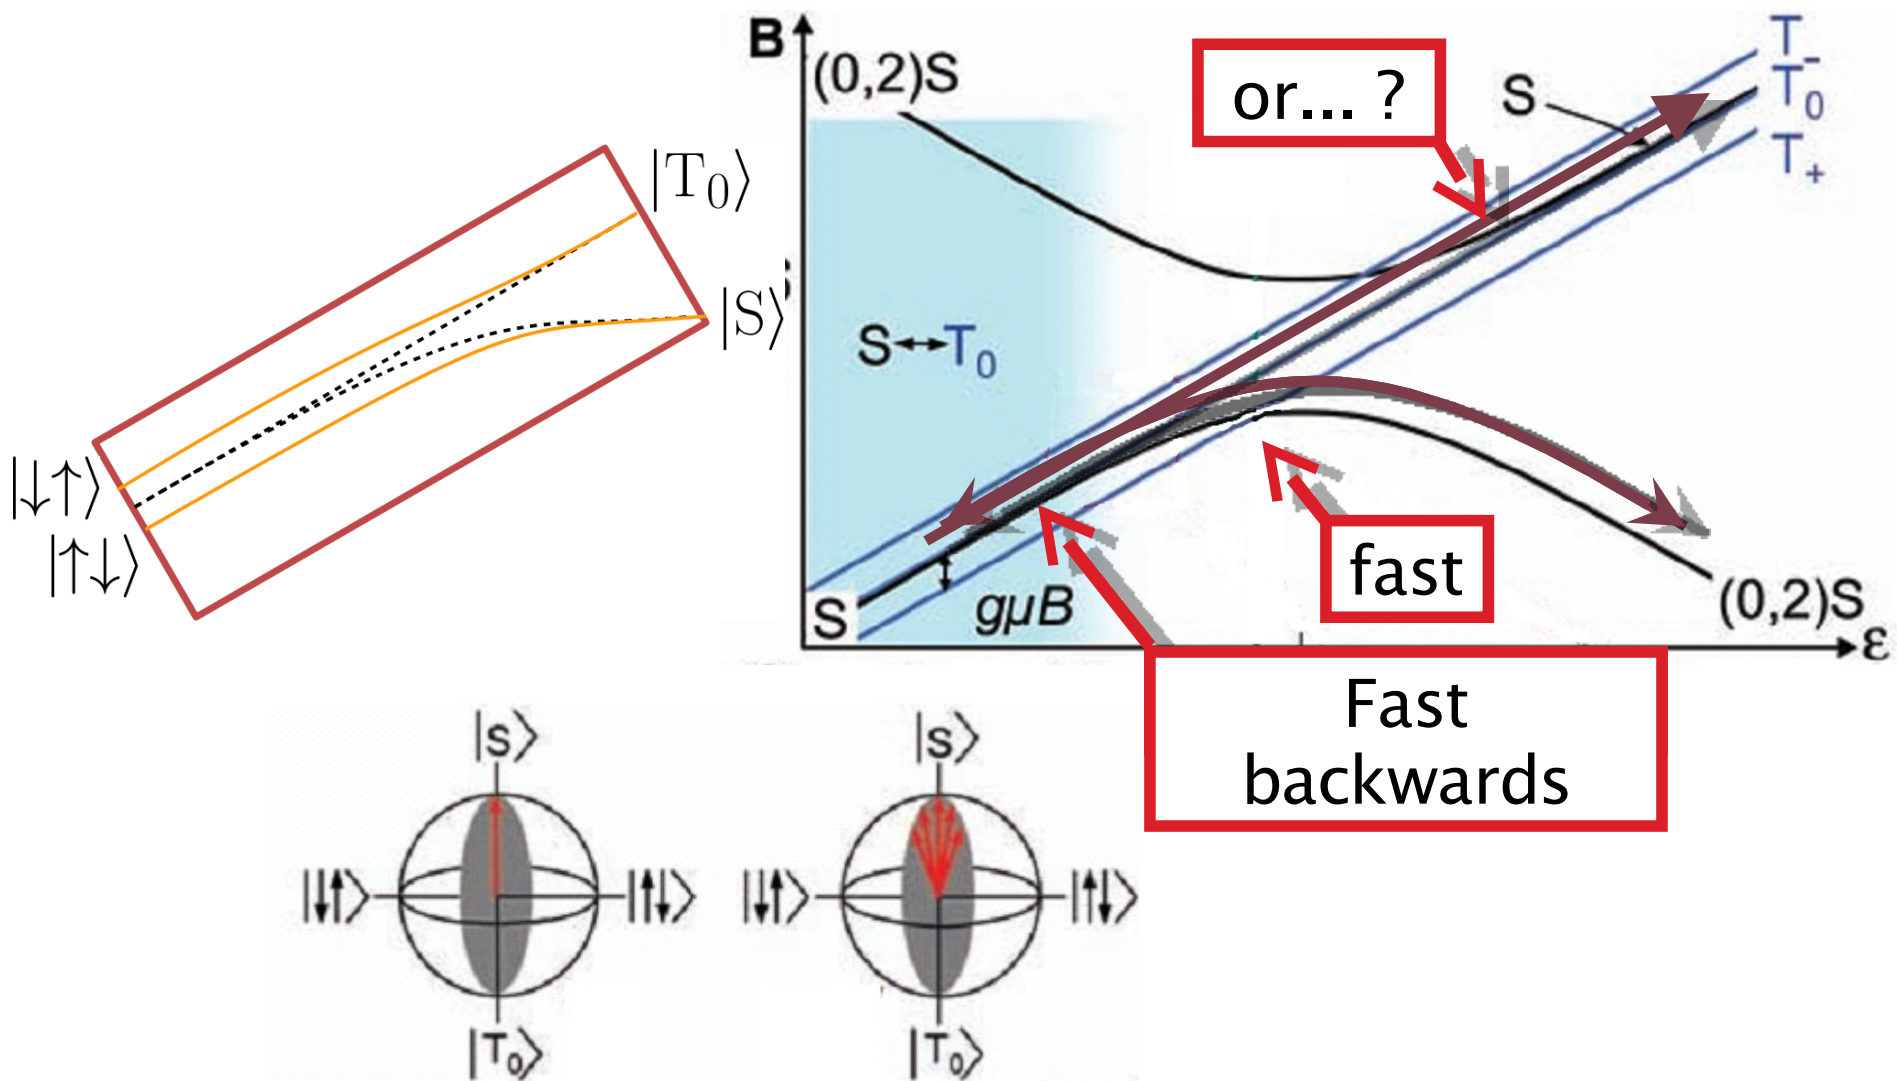 B
(0,2)S
or... ?
S
T-
T0
T+
|T0⟩
|S⟩
S↔T0
|↓↑⟩
|↑↓⟩
fast
S
gμB
(0,2)S
ε
Fast
backwards
|S⟩
|S⟩
|↓↑⟩
|↑↓⟩
|↓↑⟩
|↑↓⟩
|T0⟩
|T0⟩